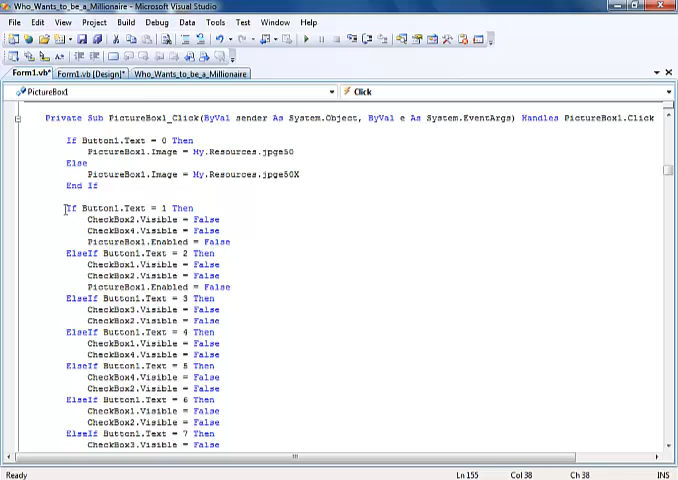 Who_Wants_to_be_a_Millionaire - Microsoft Visual Studio
File Edit View Project Build Debug Data Tools Test Window Help
Form1.vb* Form1.vb [Design]* Who_Wants_to_be_a_Millionaire
PictureBox1 Click
Private Sub PictureBox1_Click(ByVal sender As System.Object, ByVal e As System.EventArgs) Handles PictureBox1.Click
If Button1.Text = 0 Then
PictureBox1.Image = My.Resources.jpge50
Else
PictureBox1.Image = My.Resources.jpge50X
End If
If Button1.Text = 1 Then
CheckBox2.Visible = False
CheckBox4.Visible = False
PictureBox1.Enabled = False
ElseIf Button1.Text = 2 Then
CheckBox1.Visible = False
CheckBox2.Visible = False
PictureBox1.Enabled = False
ElseIf Button1.Text = 3 Then
CheckBox3.Visible = False
CheckBox2.Visible = False
ElseIf Button1.Text = 4 Then
CheckBox1.Visible = False
CheckBox4.Visible = False
ElseIf Button1.Text = 5 Then
CheckBox4.Visible = False
CheckBox2.Visible = False
ElseIf Button1.Text = 6 Then
CheckBox1.Visible = False
CheckBox2.Visible = False
ElseIf Button1.Text = 7 Then
CheckBox3.Visible = False
Ready Ln 155 Col 38 Ch 38 INS